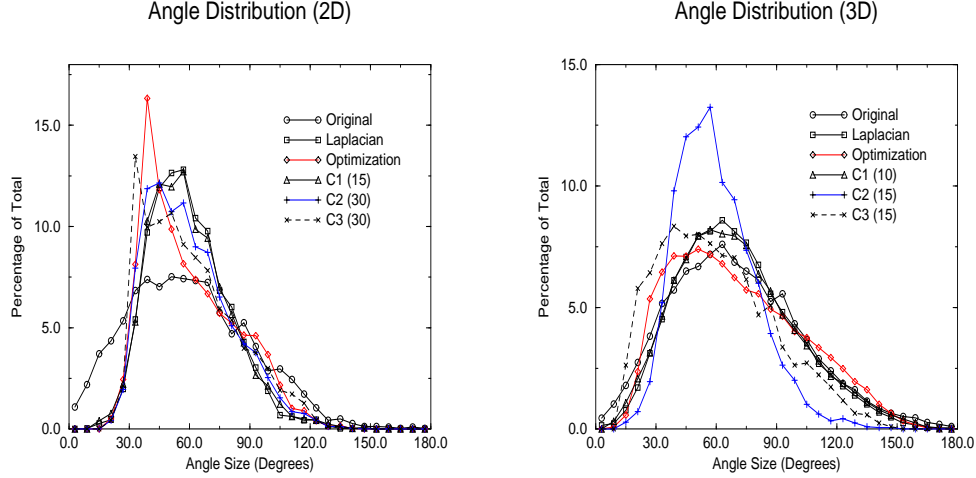 Angle Distribution (2D)
Percentage of Total
15.0
10.0
5.0
0.0
0.0
30.0
60.0
90.0
120.0
150.0
180.0
Angle Size (Degrees)
Original
Laplacian
Optimization
C1 (15)
C2 (30)
C3 (30)
Angle Distribution (3D)
Percentage of Total
15.0
10.0
5.0
0.0
0.0
30.0
60.0
90.0
120.0
150.0
180.0
Angle Size (Degrees)
Original
Laplacian
Optimization
C1 (10)
C2 (15)
C3 (15)